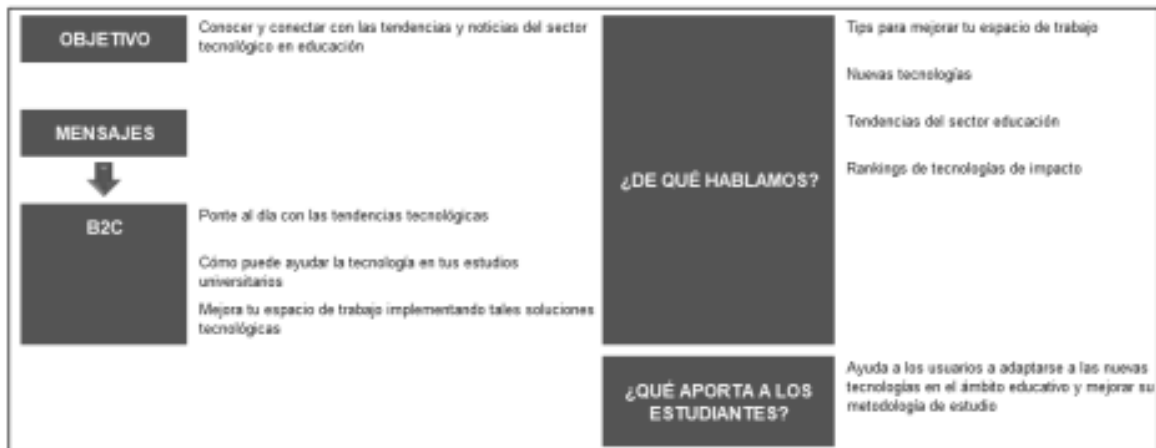 OBJETIVO
Conocer y conectar con las tendencias y noticias del sector
tecnológico en educación
MENSAJES
B2C
Ponte al día con las tendencias tecnológicas
Cómo puede ayudar la tecnología en tus estudios
universitarios
Mejora tu espacio de trabajo implementando tales soluciones
tecnológicas
¿DE QUÉ HABLAMOS?
Tips para mejorar tu espacio de trabajo
Nuevas tecnologías
Tendencias del sector educación
Rankings de tecnologías de impacto
¿QUÉ APORTA A LOS
ESTUDIANTES?
Ayuda a los usuarios a adaptarse a las nuevas
tecnologías en el ámbito educativo y mejorar su
metodología de estudio